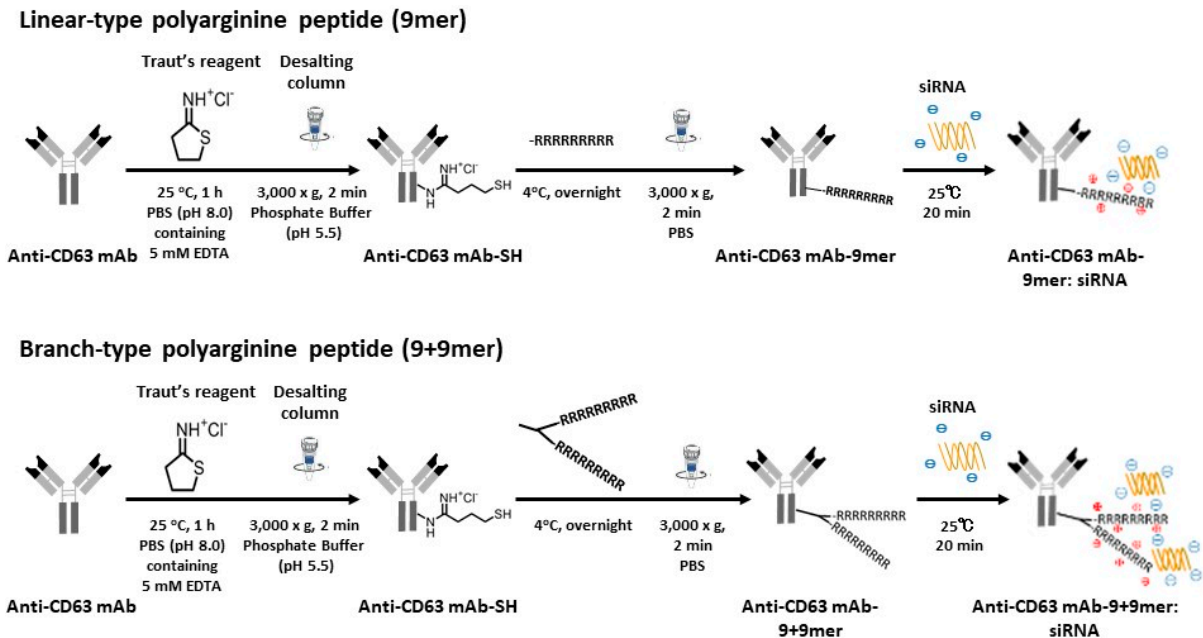 Linear-type polyarginine peptide (9mer)
Traut's reagent
Desalting
column
NH⁺Cl⁻
S
25 °C, 1 h
PBS (pH 8.0)
containing
5 mM EDTA
3,000 x g, 2 min
Phosphate Buffer
(pH 5.5)
Anti-CD63 mAb
NH⁺Cl⁻
N
H
SH
Anti-CD63 mAb-SH
-RRRRRRRRR
4°C, overnight
3,000 x g,
2 min
PBS
-RRRRRRRRR
Anti-CD63 mAb-9mer
siRNA
25℃
20 min
-RRRRRRRRR
Anti-CD63 mAb-
9mer: siRNA
Branch-type polyarginine peptide (9+9mer)
Traut's reagent
Desalting
column
NH⁺Cl⁻
S
25 °C, 1 h
PBS (pH 8.0)
containing
5 mM EDTA
3,000 x g, 2 min
Phosphate Buffer
(pH 5.5)
Anti-CD63 mAb
NH⁺Cl⁻
N
H
SH
Anti-CD63 mAb-SH
-RRRRRRRRR
-RRRRRRRRR
4°C, overnight
3,000 x g,
2 min
PBS
-RRRRRRRRR
-RRRRRRRRR
Anti-CD63 mAb-
9+9mer
siRNA
25℃
20 min
-RRRRRRRRR
-RRRRRRRRR
Anti-CD63 mAb-9+9mer:
siRNA